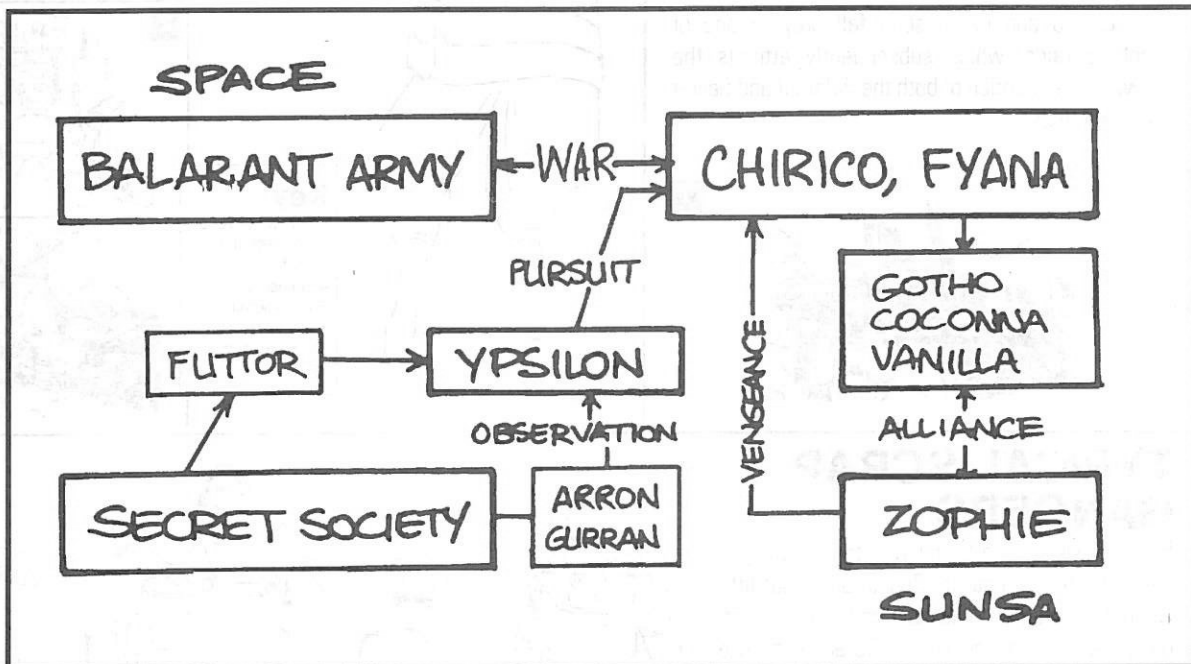 SPACE
BALARANT ARMY
WAR
CHIRICO, FYANA
PURSUIT
GOTHO
COCONNA
VANILLA
FUTTOR
YPSILON
VENGEANCE
OBSERVATION
ALLIANCE
SECRET SOCIETY
ARRON
GURRAN
ZOPHIE
SUNSA